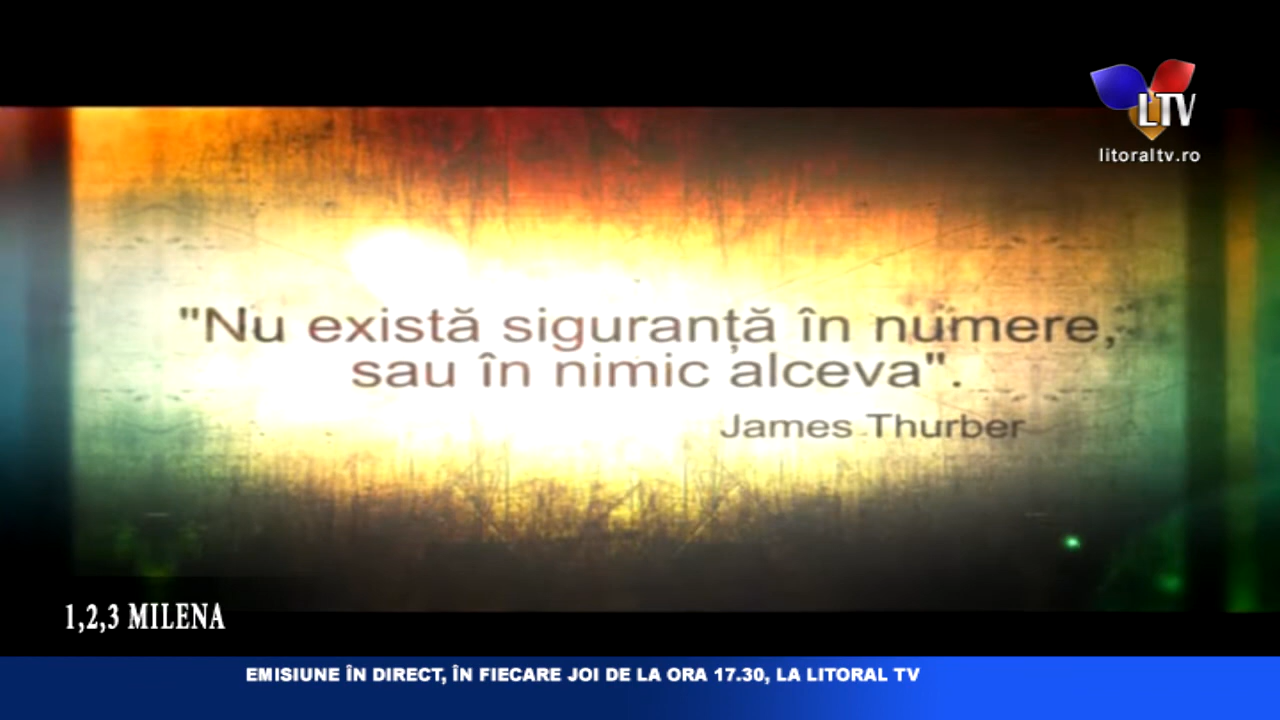 LTV
litoraltv.ro
"Nu există siguranță în numere,
sau în nimic alceva".
James Thurber
1,2,3 MILENA
EMISIUNE ÎN DIRECT, ÎN FIECARE JOI DE LA ORA 17.30, LA LITORAL TV